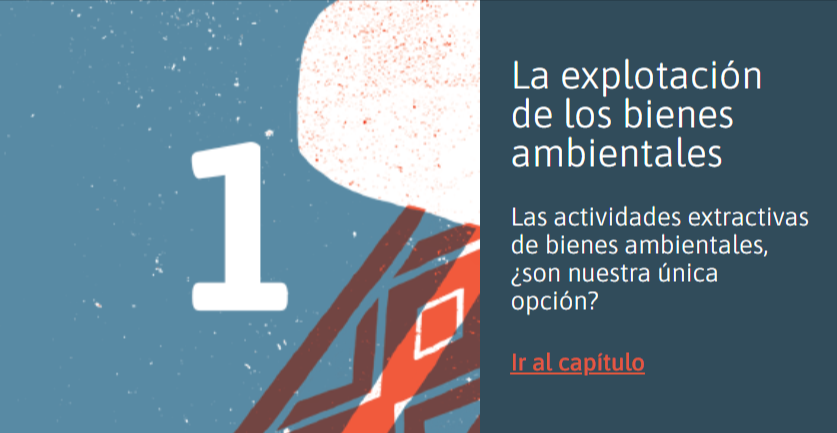 1
La explotación
de los bienes
ambientales
Las actividades extractivas
de bienes ambientales,
¿son nuestra única
opción?
Ir al capítulo